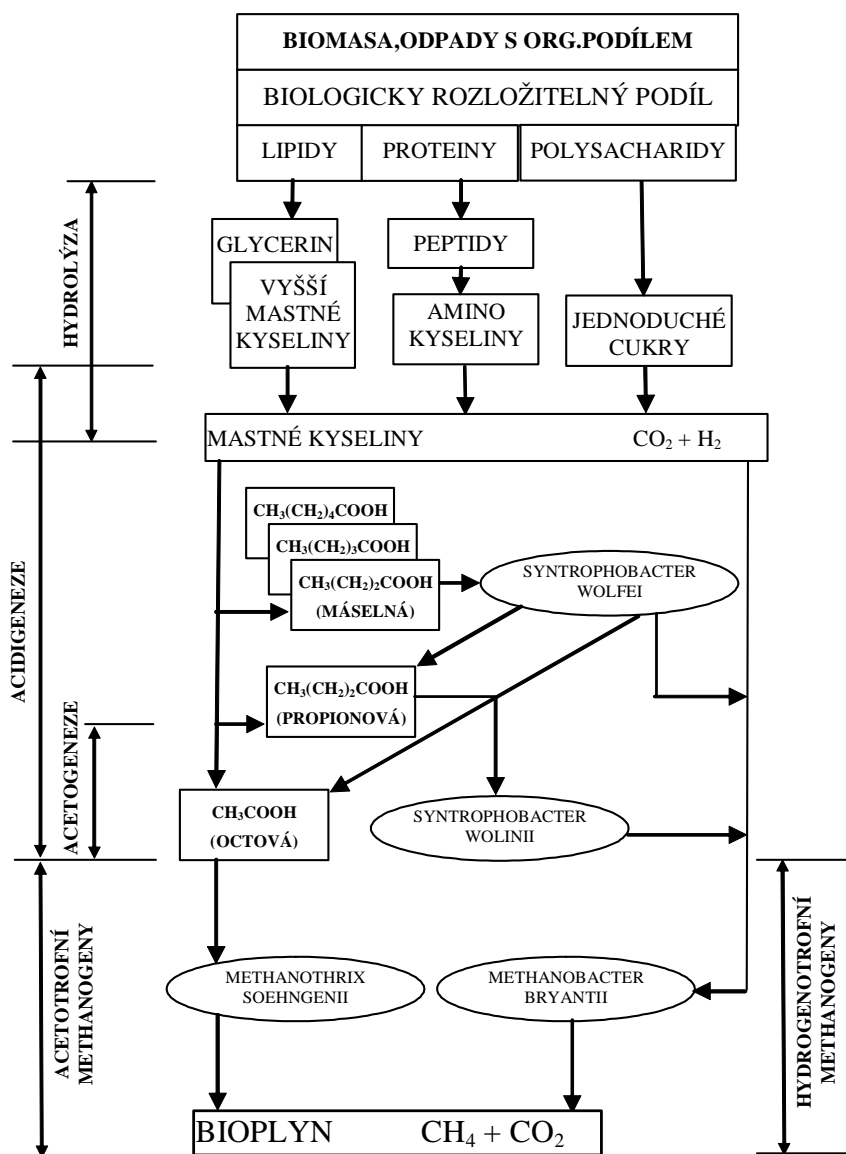 BIOMASA,ODPADY S ORG.PODÍLEM
BIOLOGICKY ROZLOŽITELNÝ PODÍL
LIPIDY
PROTEINY
POLYSACHARIDY
HYDROLÝZA
GLYCERIN
VYŠŠÍ
MASTNÉ
KYSELINY
PEPTIDY
AMINO
KYSELINY
JEDNODUCHÉ
CUKRY
MASTNÉ KYSELINY
CO₂ + H₂
ACIDIGENEZE
CH₃(CH₂)₄COOH
CH₃(CH₂)₃COOH
CH₃(CH₂)₂COOH
(MÁSELNÁ)
SYNTROPHOBACTER
WOLFEI
CH₃(CH₂)₂COOH
(PROPIONOVÁ)
ACETOGENEZE
CH₃COOH
(OCTOVÁ)
SYNTROPHOBACTER
WOLINII
ACETOTROFNÍ
METHANOGENY
METHANOTHRIX
SOEHNGENII
METHANOBACTER
BRYANTII
HYDROGENOTROFNÍ
METHANOGENY
BIOPLYN
CH₄ + CO₂